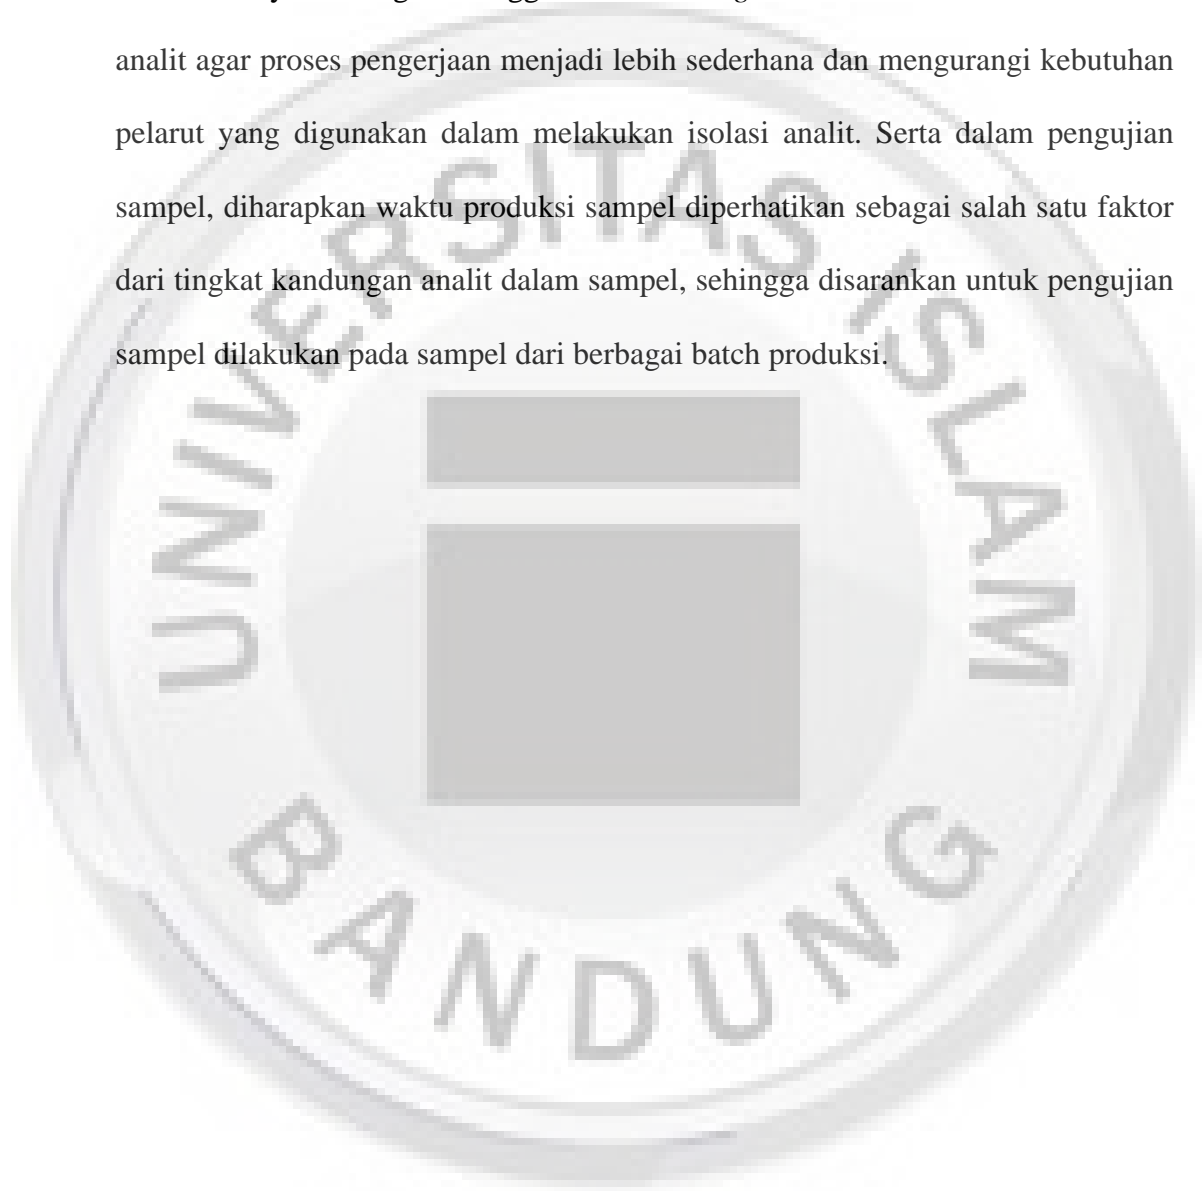 analit agar proses pengerjaan menjadi lebih sederhana dan mengurangi kebutuhan
pelarut yang digunakan dalam melakukan isolasi analit. Serta dalam pengujian
sampel, diharapkan waktu produksi sampel diperhatikan sebagai salah satu faktor
dari tingkat kandungan analit dalam sampel, sehingga disarankan untuk pengujian
sampel dilakukan pada sampel dari berbagai batch produksi.
UNIVERSITAS ISLAM
BANDUNG